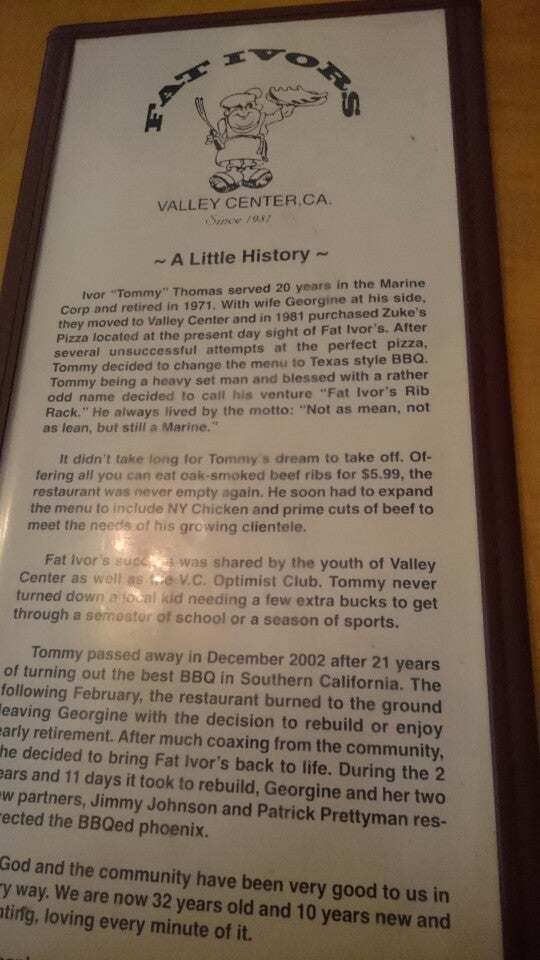 FAT IVORS
VALLEY CENTER, CA.
Since 1981
~ A Little History ~
Ivor "Tommy" Thomas served 20 years in the Marine
Corp and retired in 1971. With wife Georgine at his side,
they moved to Valley Center and in 1981 purchased Zuke's
Pizza located at the present day sight of Fat Ivor's. After
several unsuccessful attempts at the perfect pizza,
Tommy decided to change the menu to Texas style BBQ.
Tommy being a heavy set man and blessed with a rather
odd name decided to call his venture "Fat Ivor's Rib
Rack." He always lived by the motto: "Not as mean, not
as lean, but still a Marine."
It didn't take long for Tommy's dream to take off. Of-
fering all you can eat oak-smoked beef ribs for $5.99, the
restaurant was never empty again. He soon had to expand
the menu to include NY Chicken and prime cuts of beef to
meet the needs of his growing clientele.
Fat Ivor's success was shared by the youth of Valley
Center as well as the V.C. Optimist Club. Tommy never
turned down a local kid needing a few extra bucks to get
through a semester of school or a season of sports.
Tommy passed away in December 2002 after 21 years
of turning out the best BBQ in Southern California. The
following February, the restaurant burned to the ground
leaving Georgine with the decision to rebuild or enjoy
early retirement. After much coaxing from the community,
he decided to bring Fat Ivor's back to life. During the 2
ears and 11 days it took to rebuild, Georgine and her two
ew partners, Jimmy Johnson and Patrick Prettyman res-
rected the BBQed phoenix.
God and the community have been very good to us in
ry way. We are now 32 years old and 10 years new and
nting, loving every minute of it.